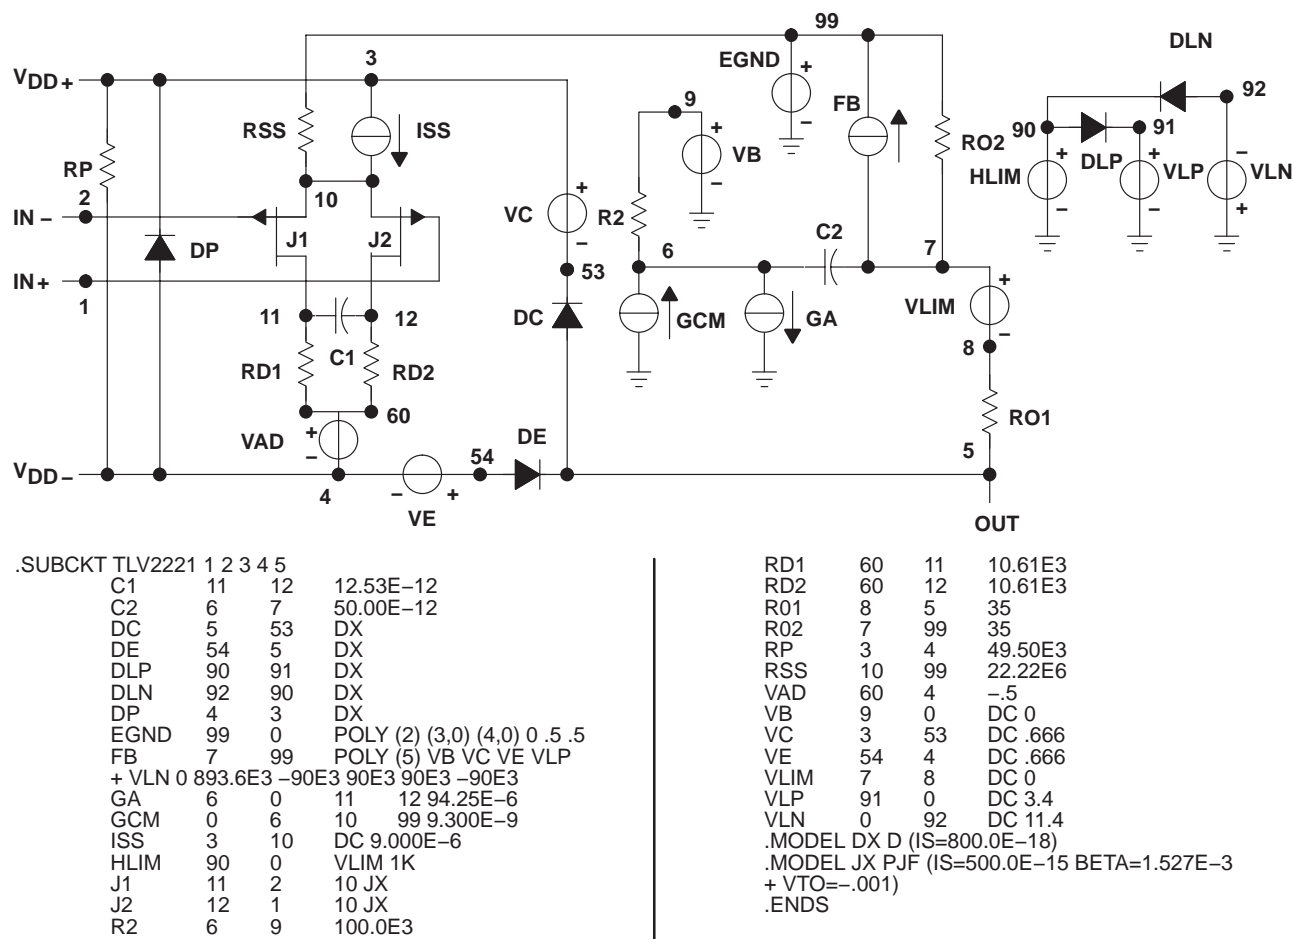 99
DLN
3
VDD+
EGND
+
−
9
FB
92
RSS
ISS
+
VB
−
RO2
90
91
DLP
+
HLIM
−
+
VLP
−
−
VLN
+
RP
10
2
IN −
J1
J2
DP
VC
+
−
R2
C2
6
7
IN+
1
53
11
12
C1
DC
GCM
GA
VLIM
+
−
8
RD1
RD2
60
VAD
+
−
RO1
DE
54
5
VDD−
4
−
+
VE
OUT
.SUBCKT TLV2221 1 2 3 4 5
C1 11 12 12.53E−12
C2 6 7 50.00E−12
DC 5 53 DX
DE 54 5 DX
DLP 90 91 DX
DLN 92 90 DX
DP 4 3 DX
EGND 99 0 POLY (2) (3,0) (4,0) 0 .5 .5
FB 7 99 POLY (5) VB VC VE VLP
+ VLN 0 893.6E3 −90E3 90E3 90E3 −90E3
GA 6 0 11 12 94.25E−6
GCM 0 6 10 99 9.300E−9
ISS 3 10 DC 9.000E−6
HLIM 90 0 VLIM 1K
J1 11 2 10 JX
J2 12 1 10 JX
R2 6 9 100.0E3
RD1 60 11 10.61E3
RD2 60 12 10.61E3
R01 8 5 35
R02 7 99 35
RP 3 4 49.50E3
RSS 10 99 22.22E6
VAD 60 4 −.5
VB 9 0 DC 0
VC 3 53 DC .666
VE 54 4 DC .666
VLIM 7 8 DC 0
VLP 91 0 DC 3.4
VLN 0 92 DC 11.4
.MODEL DX D (IS=800.0E−18)
.MODEL JX PJF (IS=500.0E−15 BETA=1.527E−3
+ VTO=−.001)
.ENDS